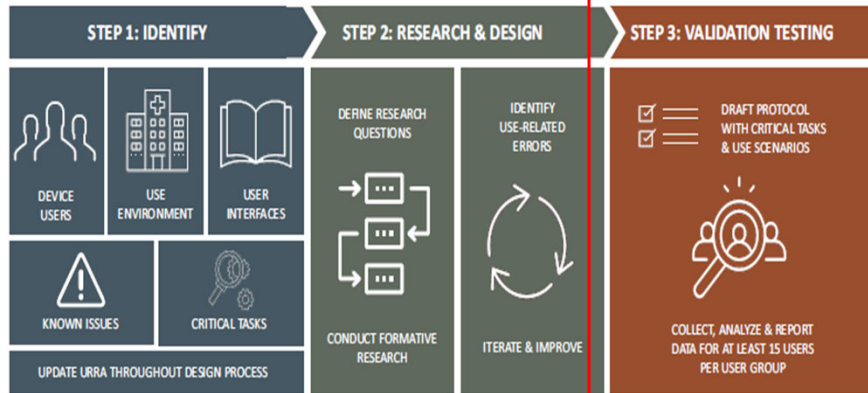 STEP 1: IDENTIFY
STEP 2: RESEARCH & DESIGN
STEP 3: VALIDATION TESTING
DEVICE
USERS
USE
ENVIRONMENT
USER
INTERFACES
KNOWN ISSUES
CRITICAL TASKS
UPDATE URRA THROUGHOUT DESIGN PROCESS
DEFINE RESEARCH
QUESTIONS
CONDUCT FORMATIVE
RESEARCH
IDENTIFY
USE-RELATED
ERRORS
ITERATE & IMPROVE
DRAFT PROTOCOL
WITH CRITICAL TASKS
& USE SCENARIOS
COLLECT, ANALYZE & REPORT
DATA FOR AT LEAST 15 USERS
PER USER GROUP